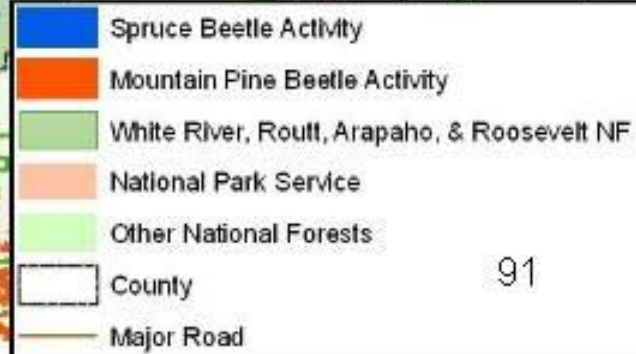 Spruce Beetle Activity
Mountain Pine Beetle Activity
White River, Routt, Arapaho, & Roosevelt NF
National Park Service
Other National Forests
County
91
Major Road